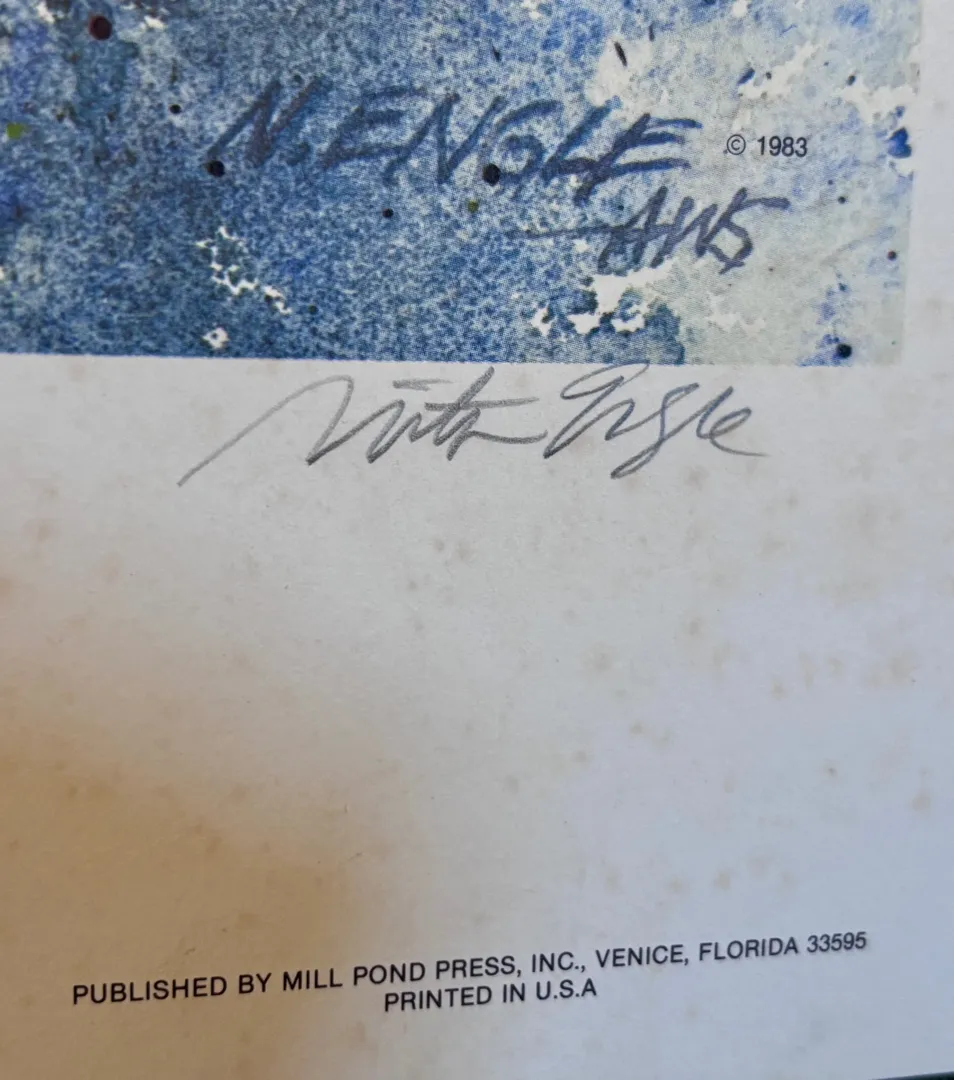 N. ENGLE © 1983
—AWS
Nita Engle
PUBLISHED BY MILL POND PRESS, INC., VENICE, FLORIDA 33595
PRINTED IN U.S.A